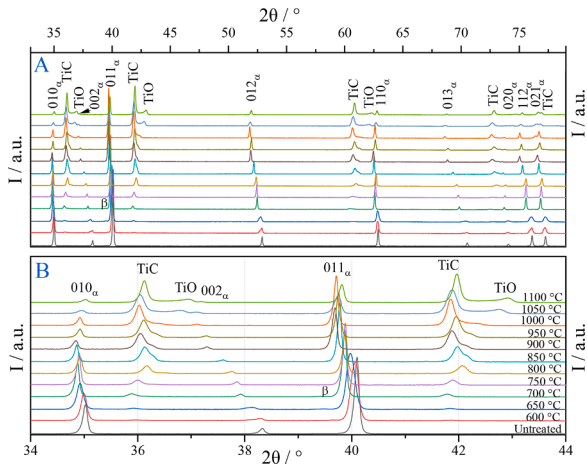 2θ / °
35 40 45 50 55 60 65 70 75
A
I / a.u.
010α TiC TiO 002α 011α TiC TiO 012α TiC TiO 110α 013α TiC 020α 112α 021α TiC
β
B
I / a.u.
010α TiC TiO 002α 011α TiC TiO
β
1100 °C
1050 °C
1000 °C
950 °C
900 °C
850 °C
800 °C
750 °C
700 °C
650 °C
600 °C
Untreated
I / a.u.
I / a.u.
34 36 38 40 42 44
2θ / °